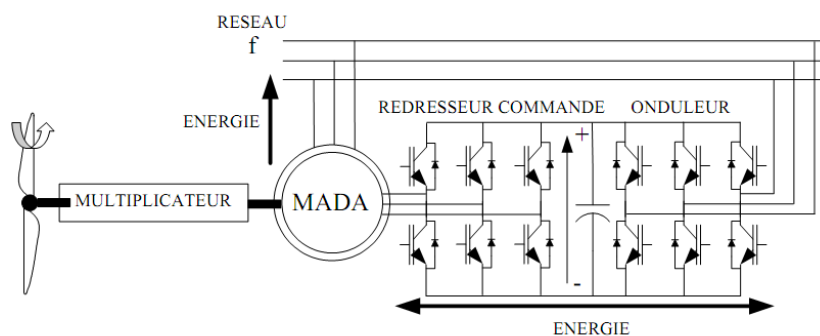 RESEAU
f
ENERGIE
REDRESSEUR COMMANDE
ONDULEUR
+
MULTIPLICATEUR
MADA
-
ENERGIE